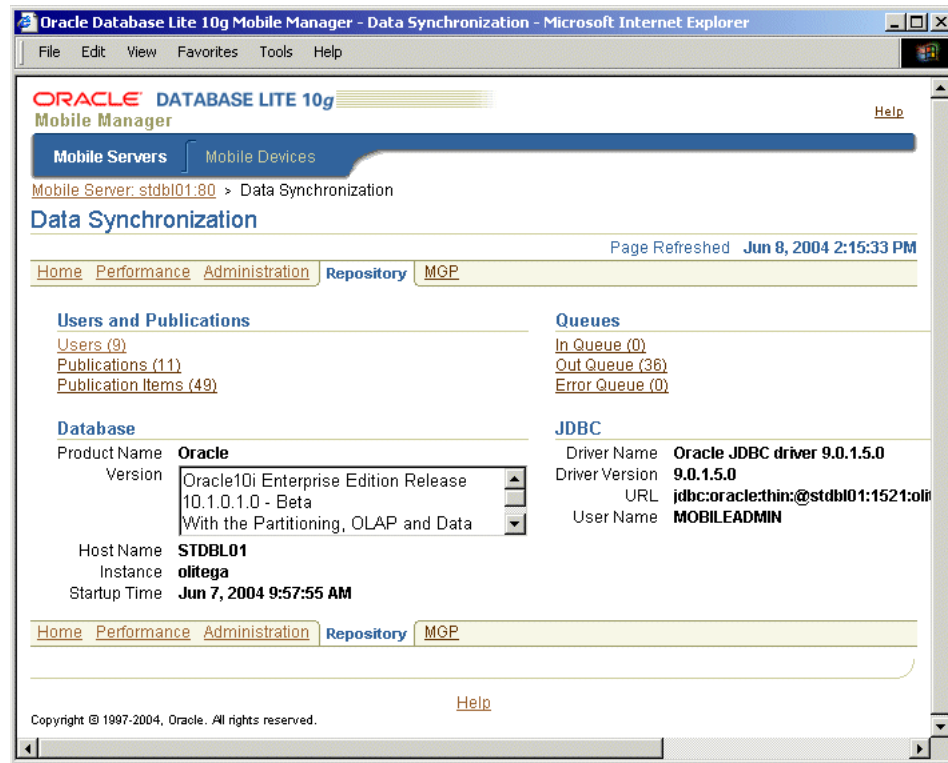 Oracle Database Lite 10g Mobile Manager - Data Synchronization - Microsoft Internet Explorer
File Edit View Favorites Tools Help
ORACLE DATABASE LITE 10g
Mobile Manager
Help
Mobile Servers Mobile Devices
Mobile Server: stdbl01:80 > Data Synchronization
Data Synchronization
Page Refreshed Jun 8, 2004 2:15:33 PM
Home Performance Administration Repository MGP
Users and Publications
Users (9)
Publications (11)
Publication Items (49)
Queues
In Queue (0)
Out Queue (36)
Error Queue (0)
Database
Product Name Oracle
Version Oracle10i Enterprise Edition Release
10.1.0.1.0 - Beta
With the Partitioning, OLAP and Data
Host Name STDBL01
Instance olitega
Startup Time Jun 7, 2004 9:57:55 AM
JDBC
Driver Name Oracle JDBC driver 9.0.1.5.0
Driver Version 9.0.1.5.0
URL jdbc:oracle:thin:@stdbl01:1521:oli
User Name MOBILEADMIN
Home Performance Administration Repository MGP
Help
Copyright © 1997-2004, Oracle. All rights reserved.